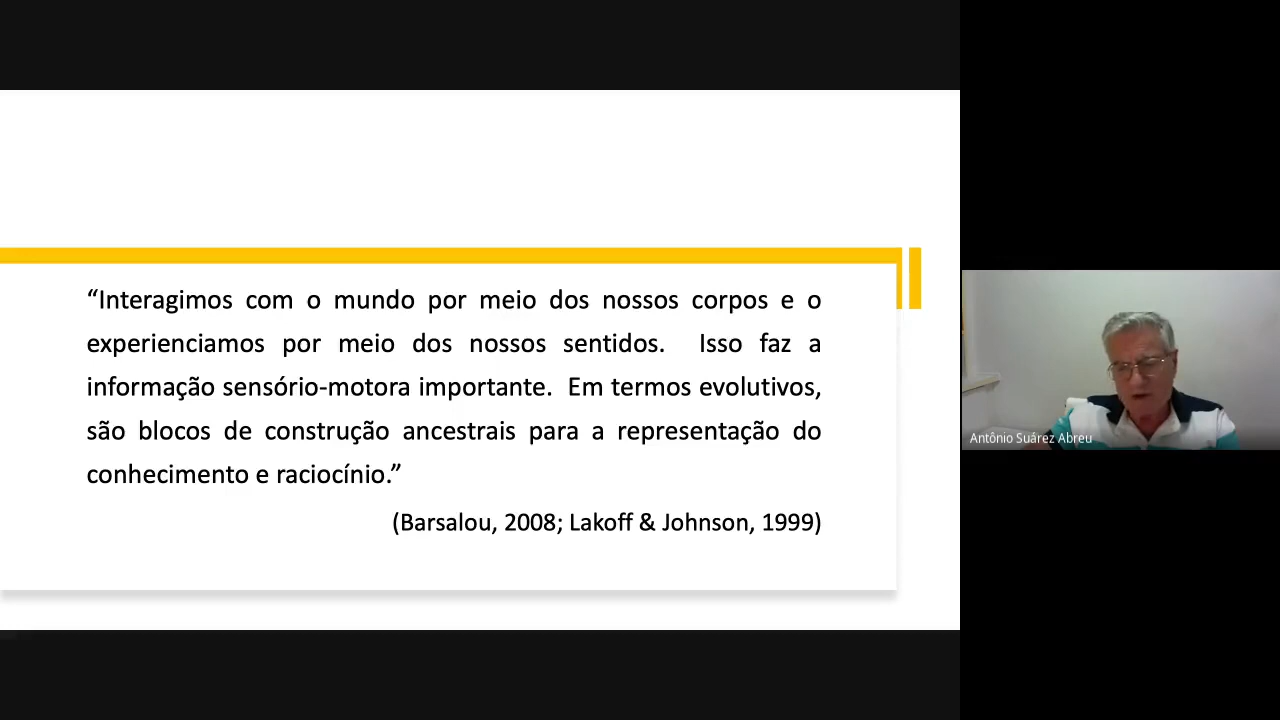 “Interagimos com o mundo por meio dos nossos corpos e o
experienciamos por meio dos nossos sentidos. Isso faz a
informação sensório-motora importante. Em termos evolutivos,
são blocos de construção ancestrais para a representação do
conhecimento e raciocínio.”
(Barsalou, 2008; Lakoff & Johnson, 1999)
Antônio Suárez Abreu